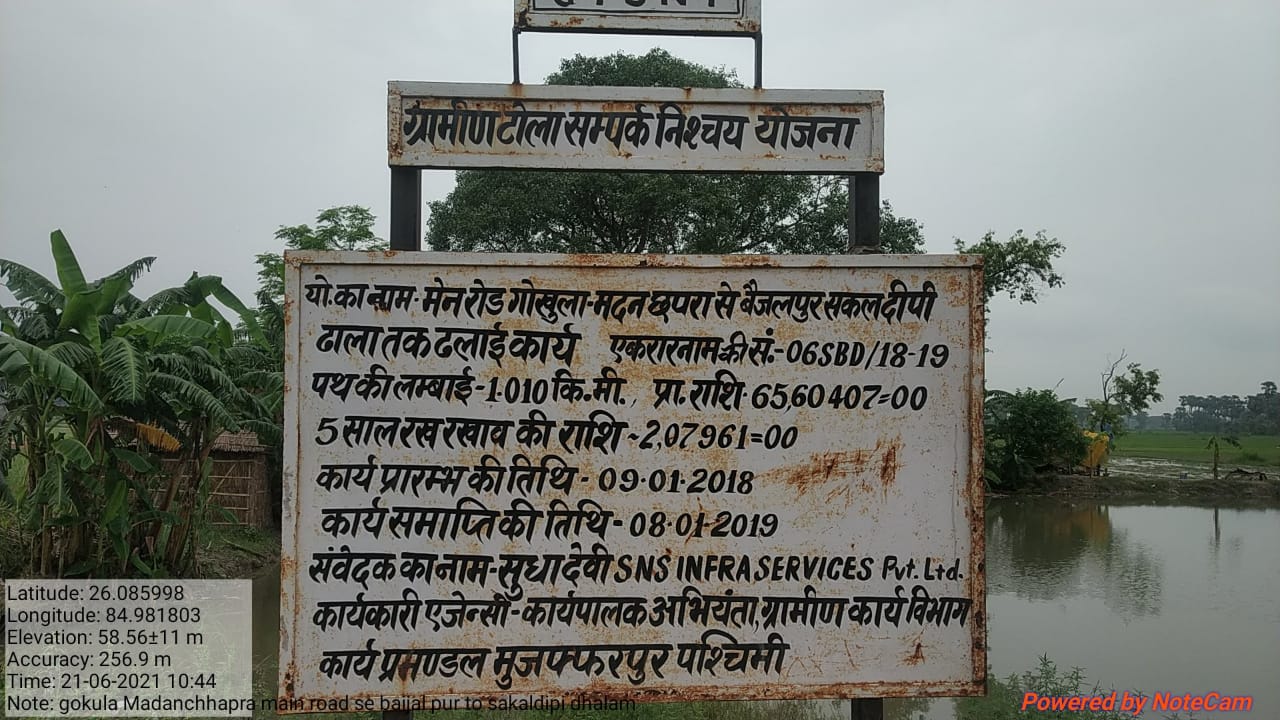 ग्रामीण टोला सम्पर्क निश्चय योजना
यो. का नाम- मेन रोड गोखुला-मदन छपरा से बैजलपुर सकलदीपी
ढाला तक ढलाई कार्य एकरारनामा की सं.-06SBD/18-19
पथ की लम्बाई-1.010 कि.मी., प्रा. राशि-65,60407=00
5 साल रख रखाव की राशि-2,07961=00
कार्य प्रारम्भ की तिथि- 09.01.2018
कार्य समाप्ति की तिथि- 08.01.2019
संवेदक का नाम-सुधा देवी SNS INFRA SERVICES Pvt. Ltd.
कार्यकारी एजेन्सी-कार्यपालक अभियंता, ग्रामीण कार्य विभाग
कार्य प्रमण्डल मुजफ्फरपुर पश्चिमी
Latitude: 26.085998
Longitude: 84.981803
Elevation: 58.56±11 m
Accuracy: 256.9 m
Time: 21-06-2021 10:44
Note: gokula Madanchhapra main road se baijal pur to sakaldipi dhalam
Powered by NoteCam